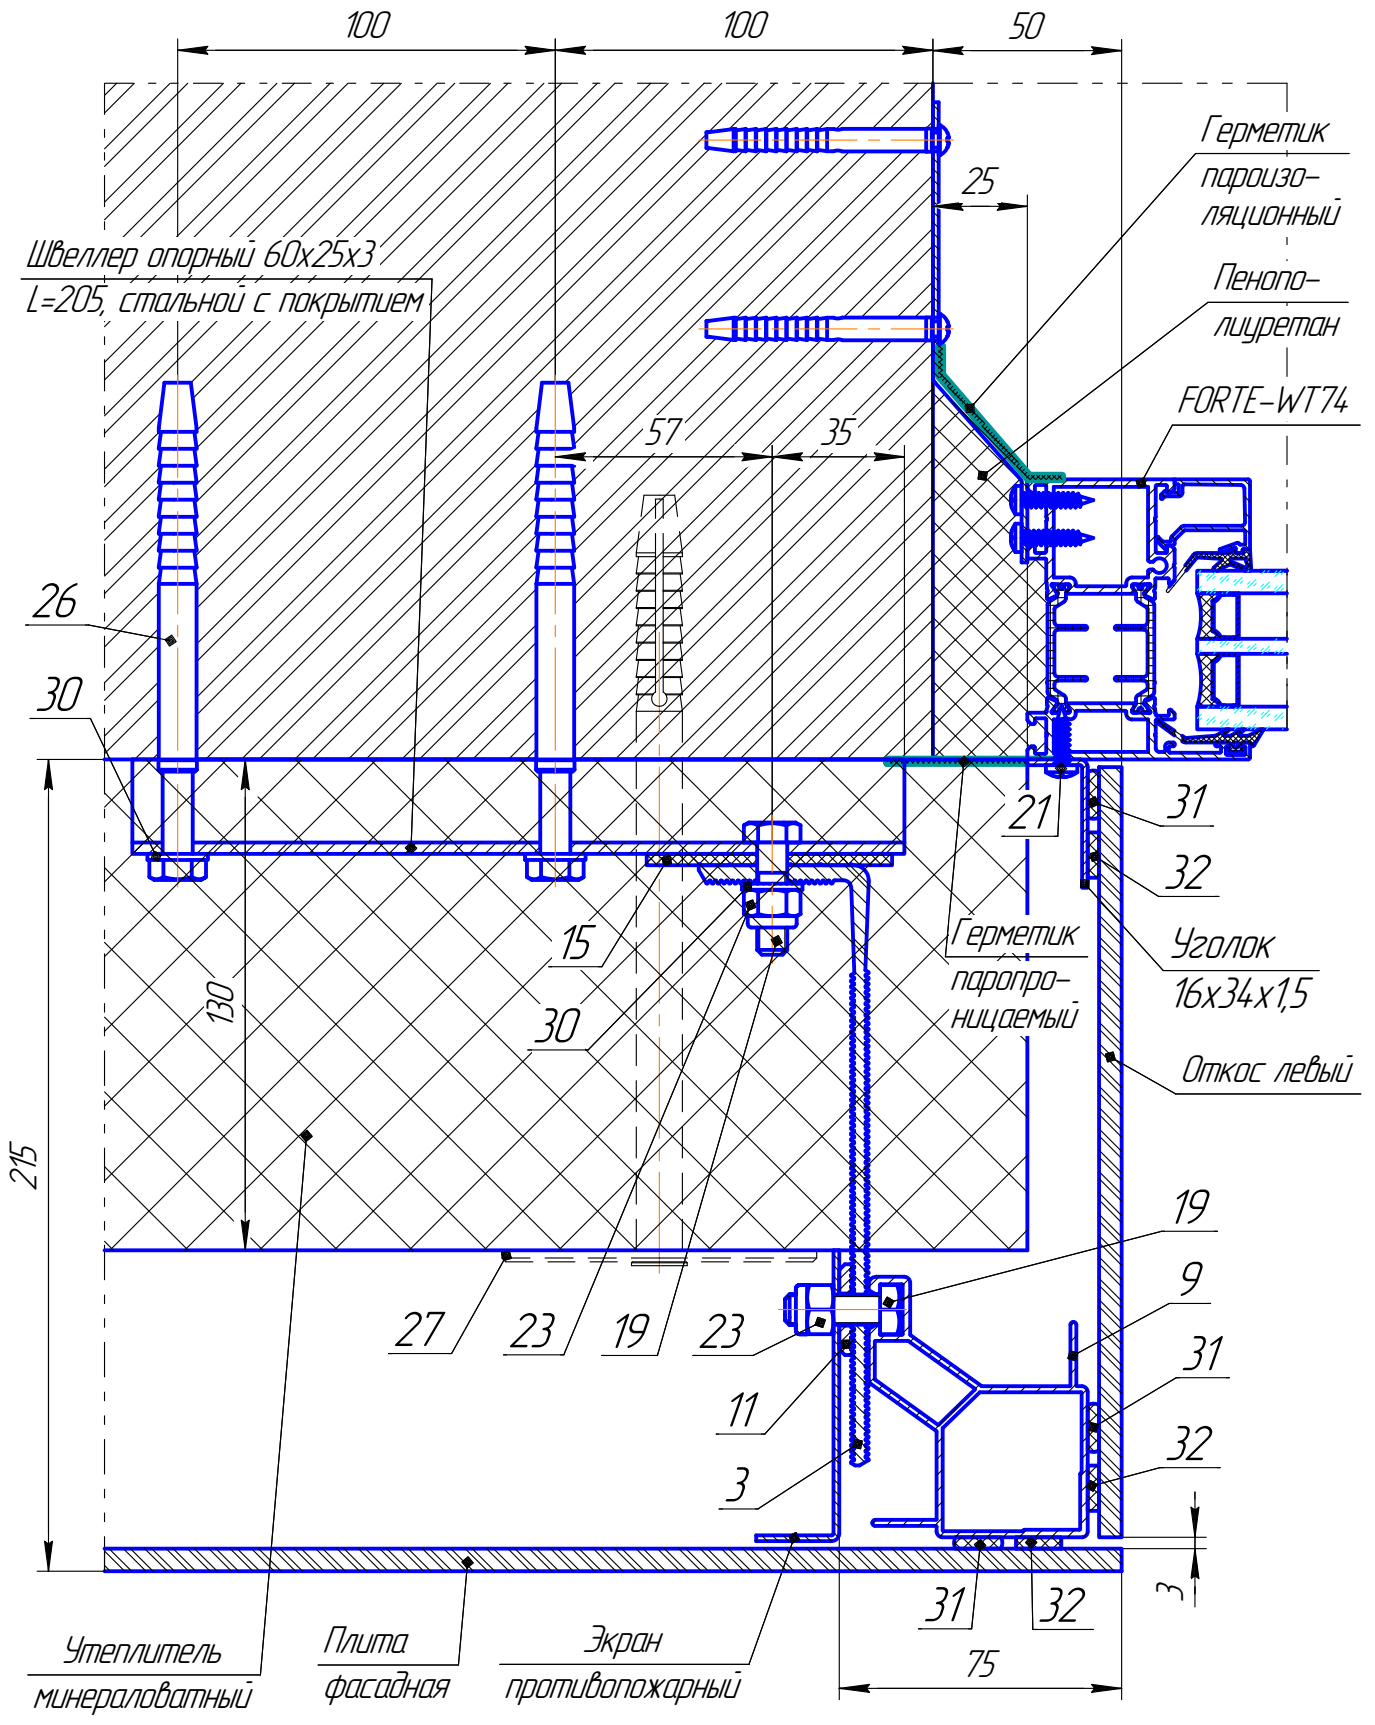 100
100
50
Герметик
пароизо-
ляционный
25
Швеллер опорный 60х25х3
L=205, стальной с покрытием
Пенопо-
лиуретан
FORTE-WT74
57
35
26
30
21
31
32
15
Герметик
паропро-
ницаемый
Уголок
16х34х1,5
30
130
Откос левый
215
19
9
27
23
19
23
31
11
32
3
31
32
3
Утеплитель
минераловатный
Плита
фасадная
Экран
противопожарный
75